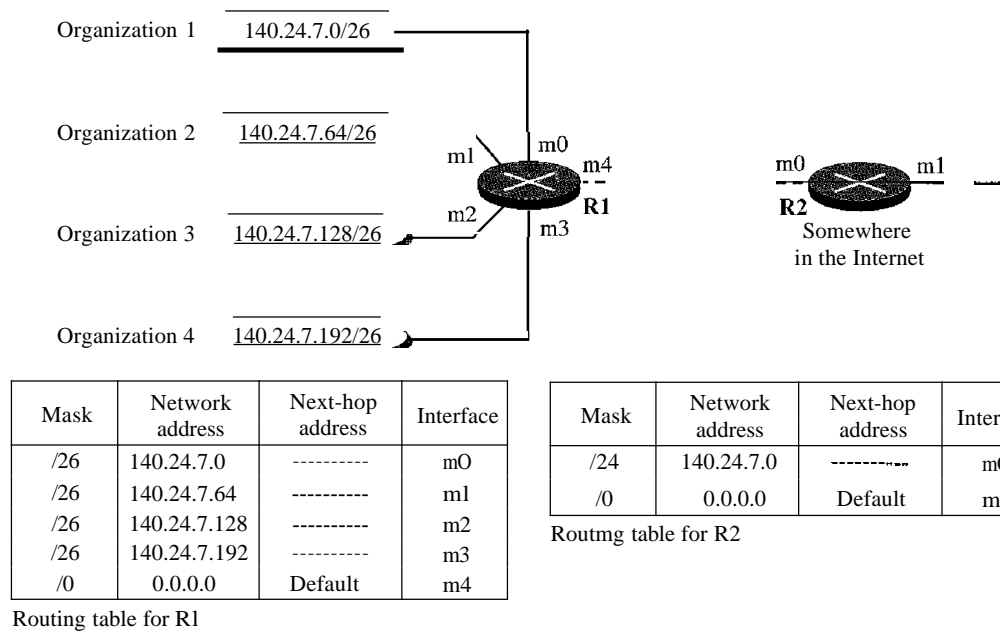 Organization 1 140.24.7.0/26
Organization 2 140.24.7.64/26
Organization 3 140.24.7.128/26
Organization 4 140.24.7.192/26
m1 m0 m4
m2 R1
m3
m0 m1
R2
Somewhere
in the Internet
Mask Network address Next-hop address Interface
/26 140.24.7.0 ---------- mO
/26 140.24.7.64 ---------- ml
/26 140.24.7.128 ---------- m2
/26 140.24.7.192 ---------- m3
/0 0.0.0.0 Default m4
Routing table for Rl
Mask Network address Next-hop address
/24 140.24.7.0 ----------
/0 0.0.0.0 Default
Routmg table for R2